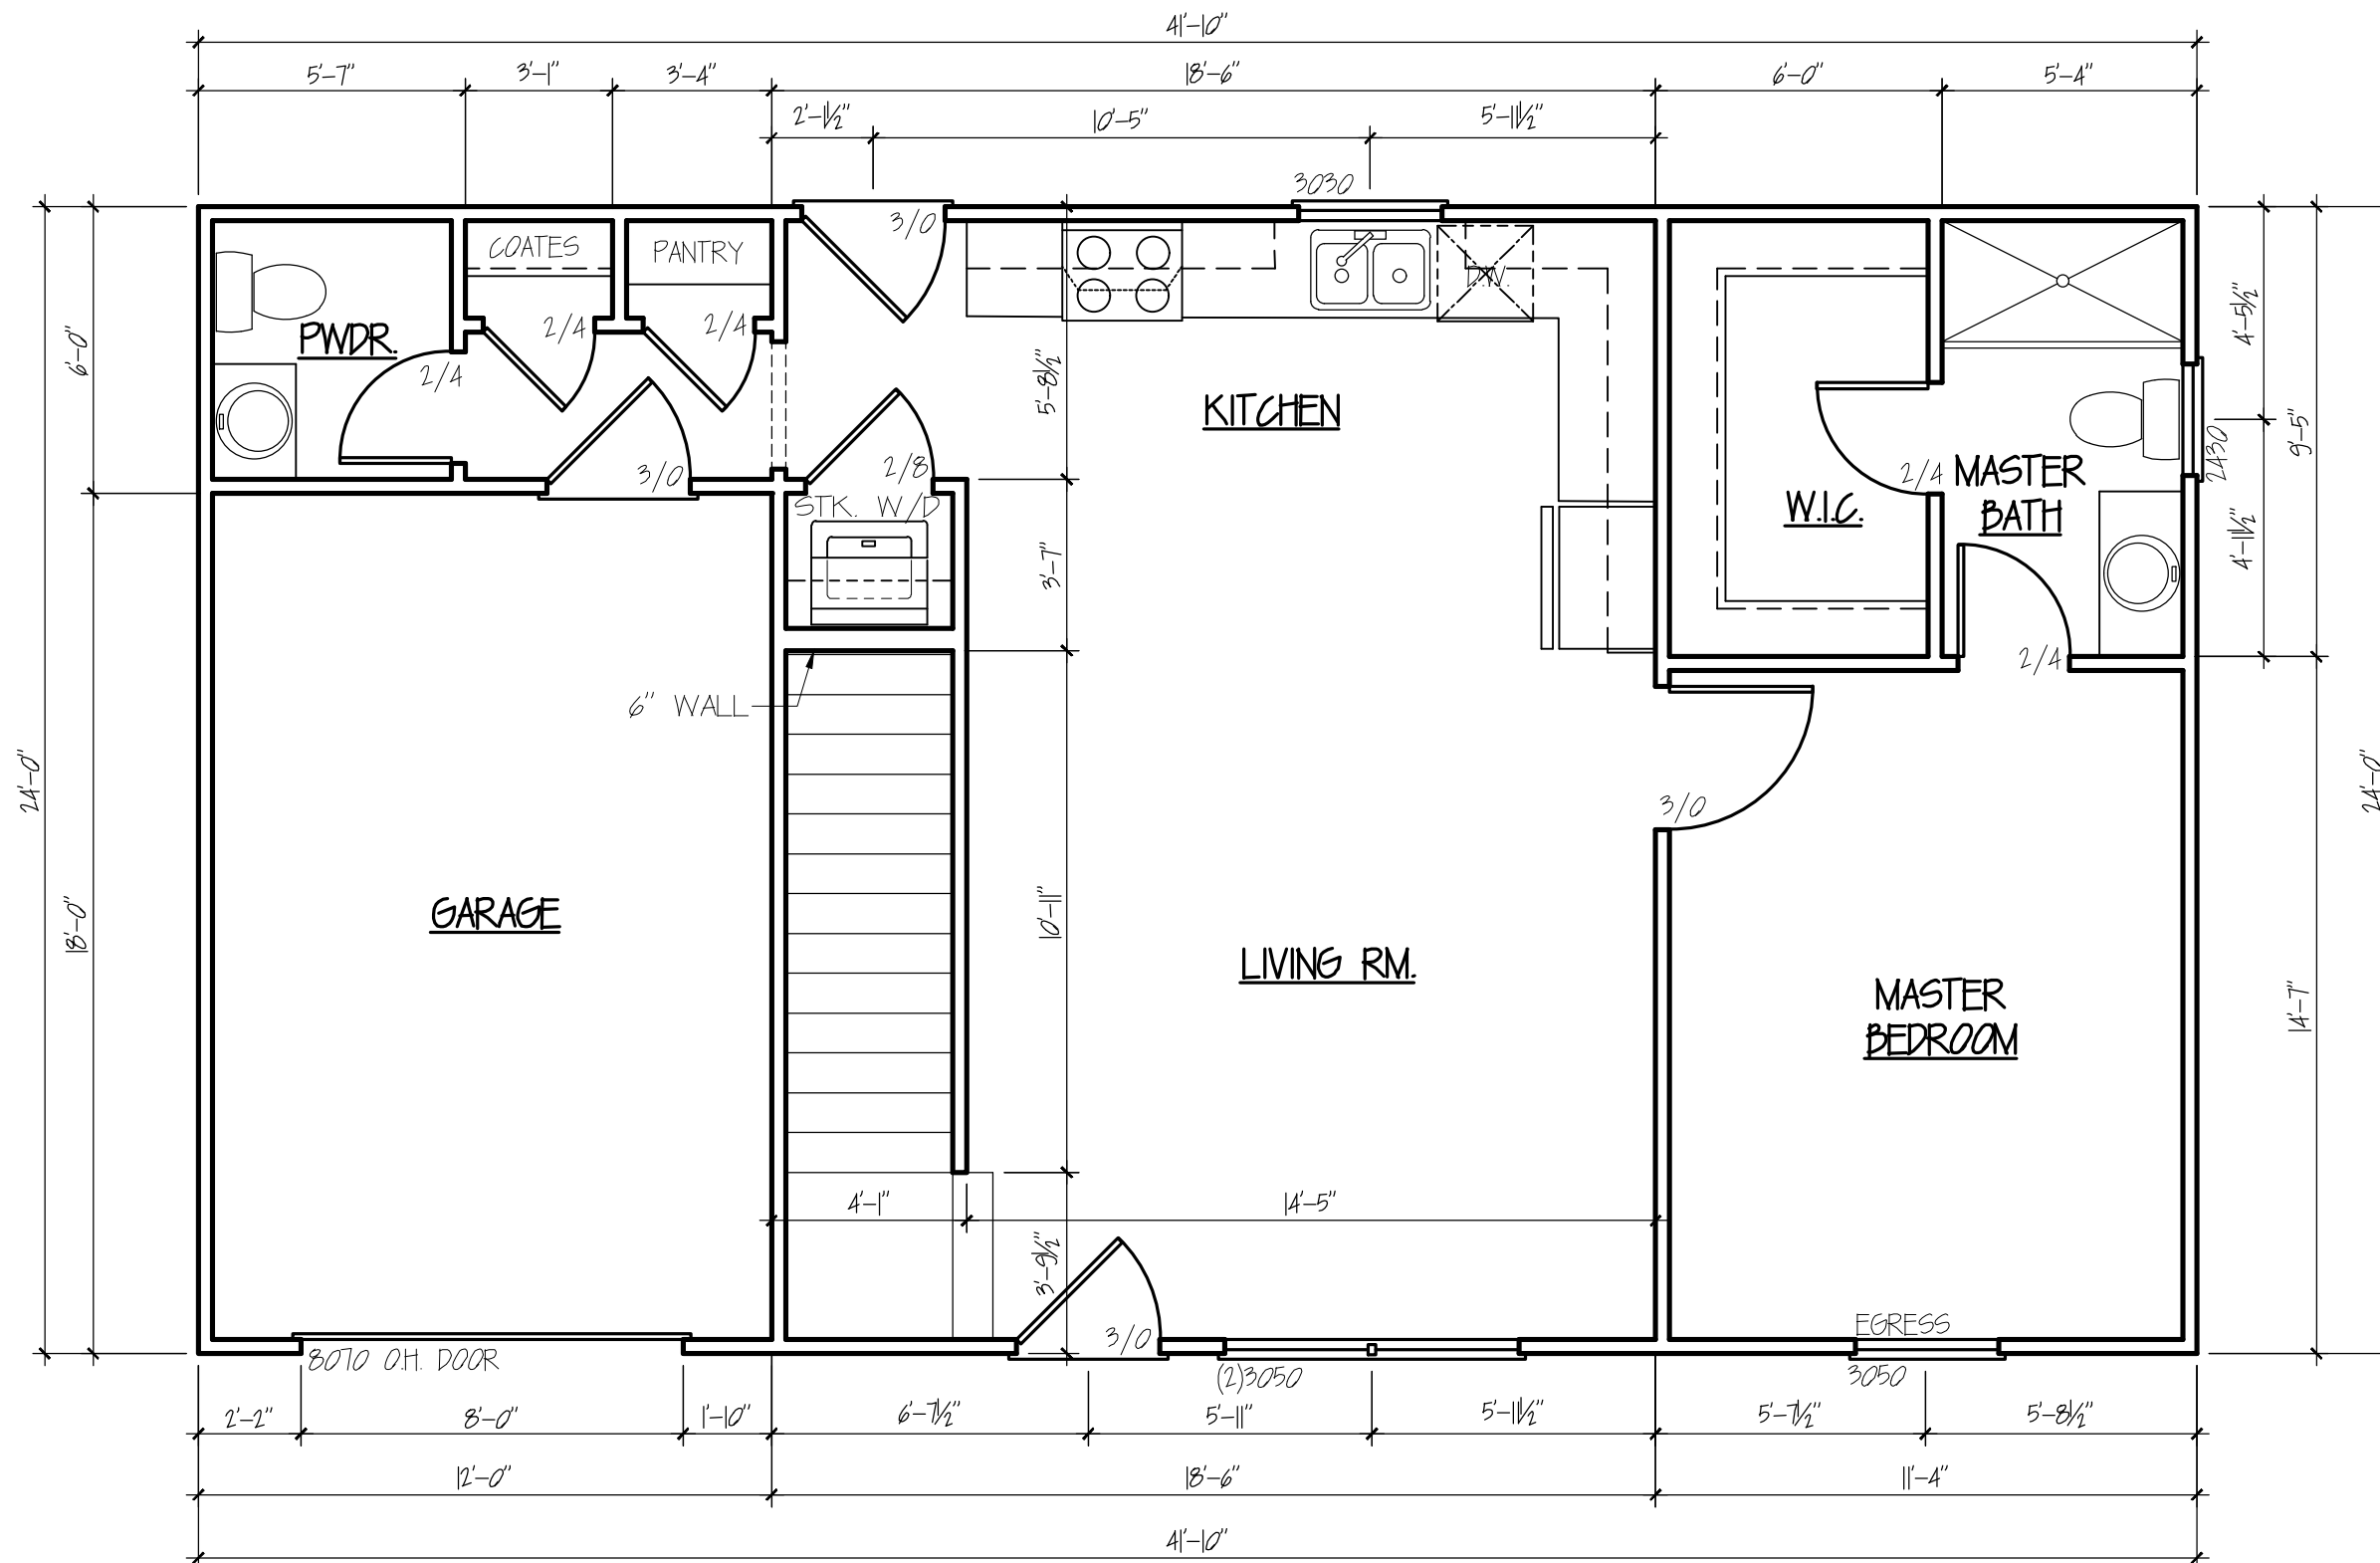 41'-10"
5'-7" 3'-1" 3'-4" 18'-6" 6'-0" 5'-4"
2'-1½" 10'-5" 5'-11½"
3030
3/0
COATES
PANTRY
D.W.
2/4
2/4
PWDR.
2/4
6'-0"
5'-8½"
4'-5½"
9'-5"
KITCHEN
3/0
2/8
2/4
MASTER
BATH
2430
W.I.C.
STK. W/D
3'-7"
4'-11½"
2/4
6" WALL
24'-0"
24'-0"
3/0
18'-0"
GARAGE
10'-11"
LIVING RM.
MASTER
BEDROOM
14'-7"
4'-1"
14'-5"
3'-9½"
3/0
EGRESS
8070 O.H. DOOR
(2)3050
3050
2'-2" 8'-0" 1'-10" 6'-7½" 5'-11" 5'-11½" 5'-7½" 5'-8½"
12'-0" 18'-6" 11'-4"
41'-10"